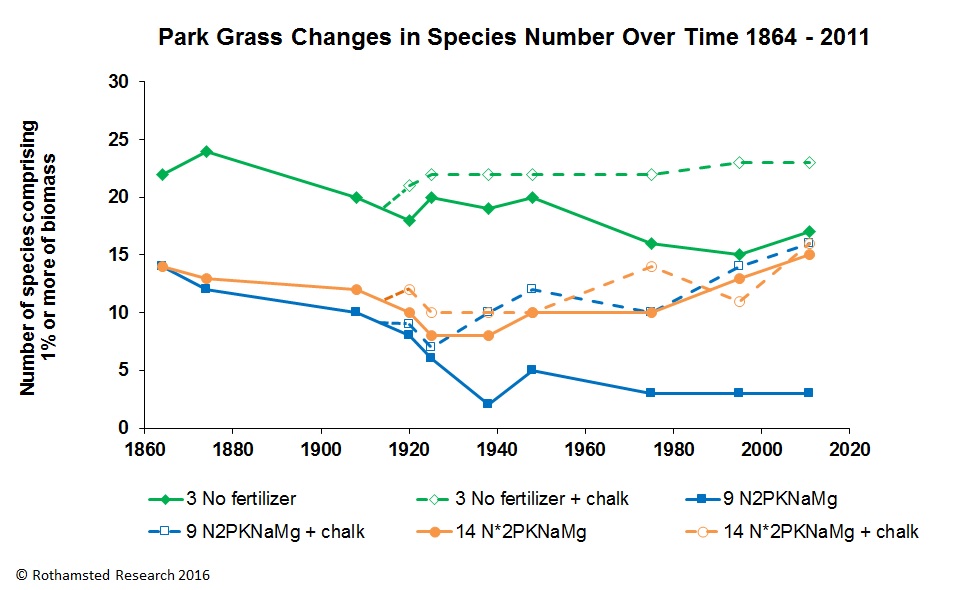 Park Grass Changes in Species Number Over Time 1864 - 2011
Number of species comprising
1% or more of biomass
30
25
20
15
10
5
0
1860 1880 1900 1920 1940 1960 1980 2000 2020
3 No fertilizer 3 No fertilizer + chalk 9 N2PKNaMg
9 N2PKNaMg + chalk 14 N*2PKNaMg 14 N*2PKNaMg + chalk
© Rothamsted Research 2016